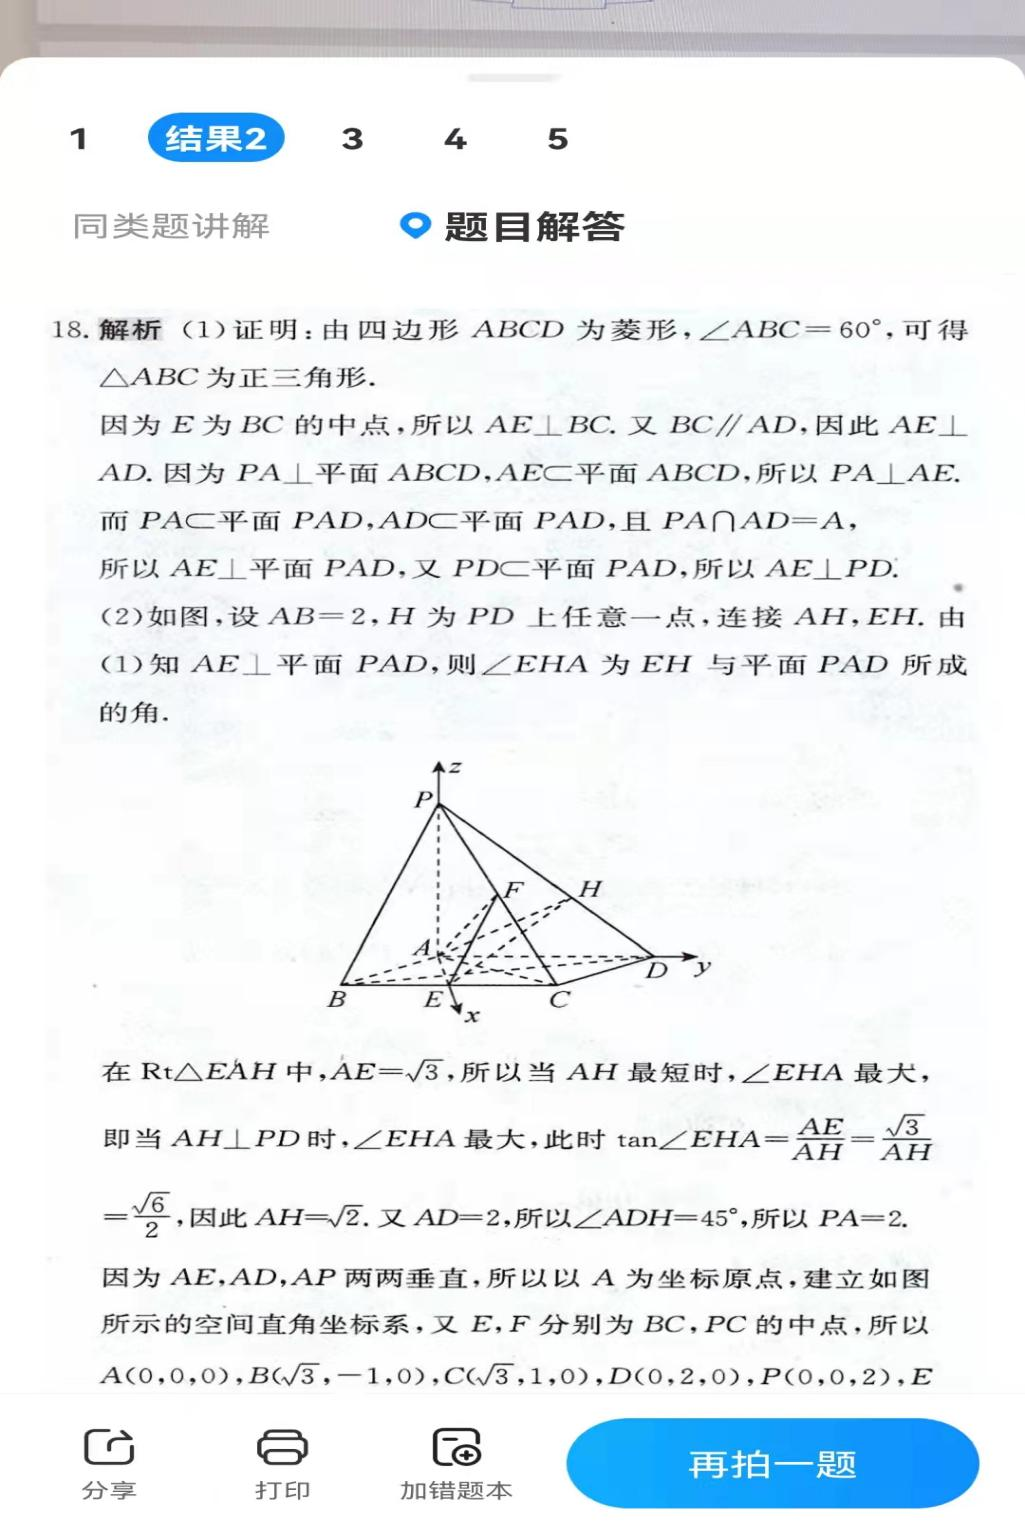 1 结果2 3 4 5
同类题讲解 题目解答
18. 解析 (1)证明:由四边形 ABCD 为菱形,∠ABC=60°,可得
△ABC 为正三角形.
因为 E 为 BC 的中点,所以 AE⊥BC. 又 BC∥AD,因此 AE⊥
AD. 因为 PA⊥平面 ABCD,AE⊂平面 ABCD,所以 PA⊥AE.
而 PA⊂平面 PAD,AD⊂平面 PAD,且 PA∩AD=A,
所以 AE⊥平面 PAD,又 PD⊂平面 PAD,所以 AE⊥PD.
(2)如图,设 AB=2,H 为 PD 上任意一点,连接 AH,EH. 由
(1)知 AE⊥平面 PAD,则∠EHA 为 EH 与平面 PAD 所成
的角.
z
P
F H
A
D y
B E C
x
在 Rt△EAH 中,AE=√3,所以当 AH 最短时,∠EHA 最大,
即当 AH⊥PD 时,∠EHA 最大,此时 tan∠EHA=AE/AH=√3/AH
=√6/2,因此 AH=√2. 又 AD=2,所以∠ADH=45°,所以 PA=2.
因为 AE,AD,AP 两两垂直,所以以 A 为坐标原点,建立如图
所示的空间直角坐标系,又 E,F 分别为 BC,PC 的中点,所以
A(0,0,0),B(√3,-1,0),C(√3,1,0),D(0,2,0),P(0,0,2),E
分享 打印 加错题本 再拍一题